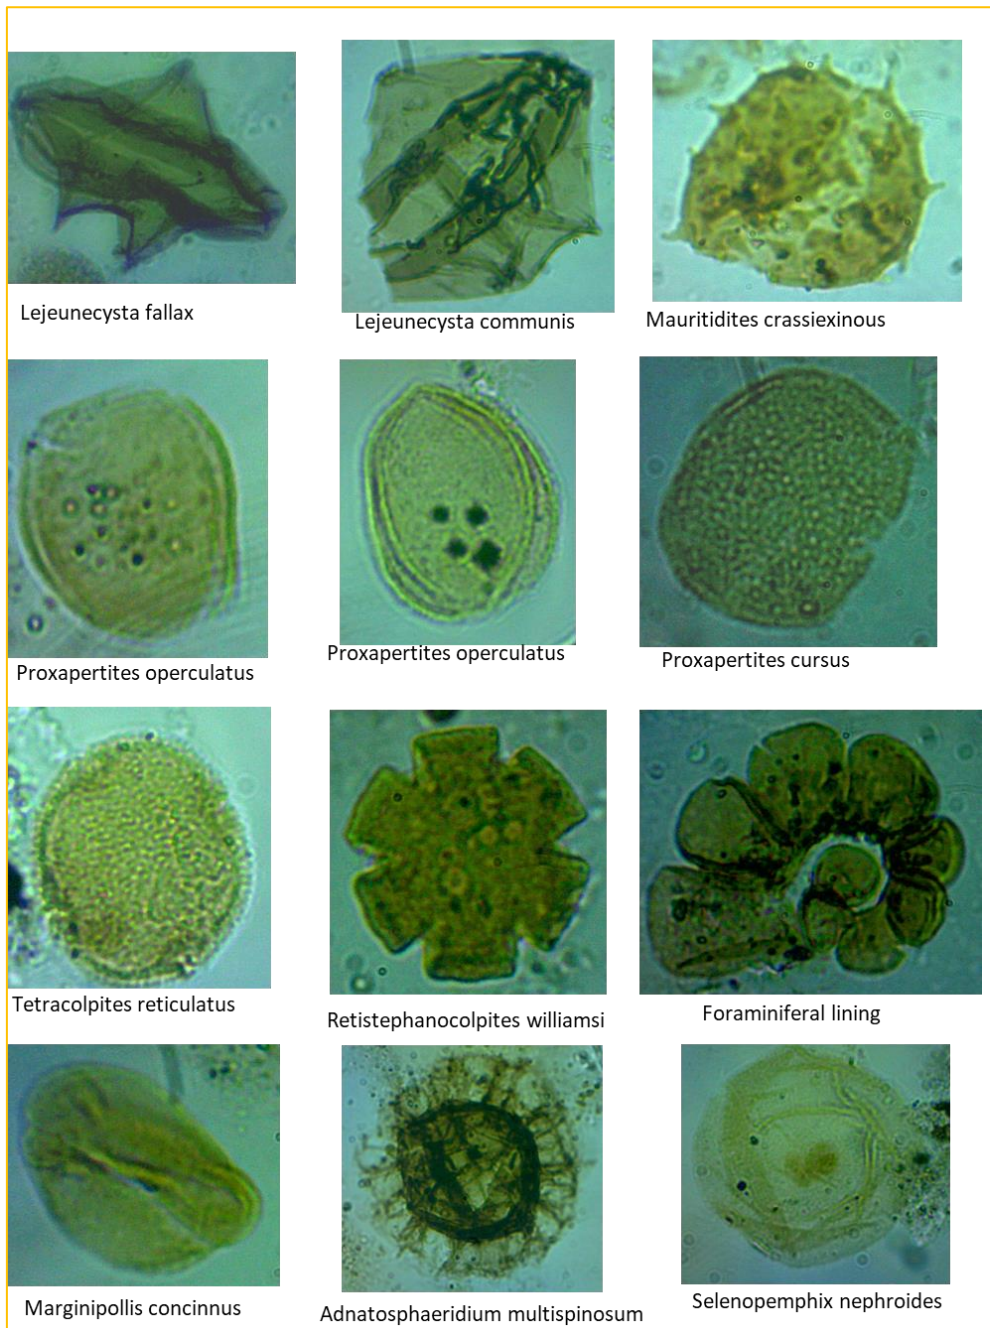 Lejeunecysta fallax
Lejeunecysta communis
Mauritidites crassiexinous
Proxapertites operculatus
Proxapertites operculatus
Proxapertites cursus
Tetracolpites reticulatus
Retistephanocolpites williamsi
Foraminiferal lining
Marginipollis concinnus
Adnatosphaeridium multispinosum
Selenopemphix nephroides